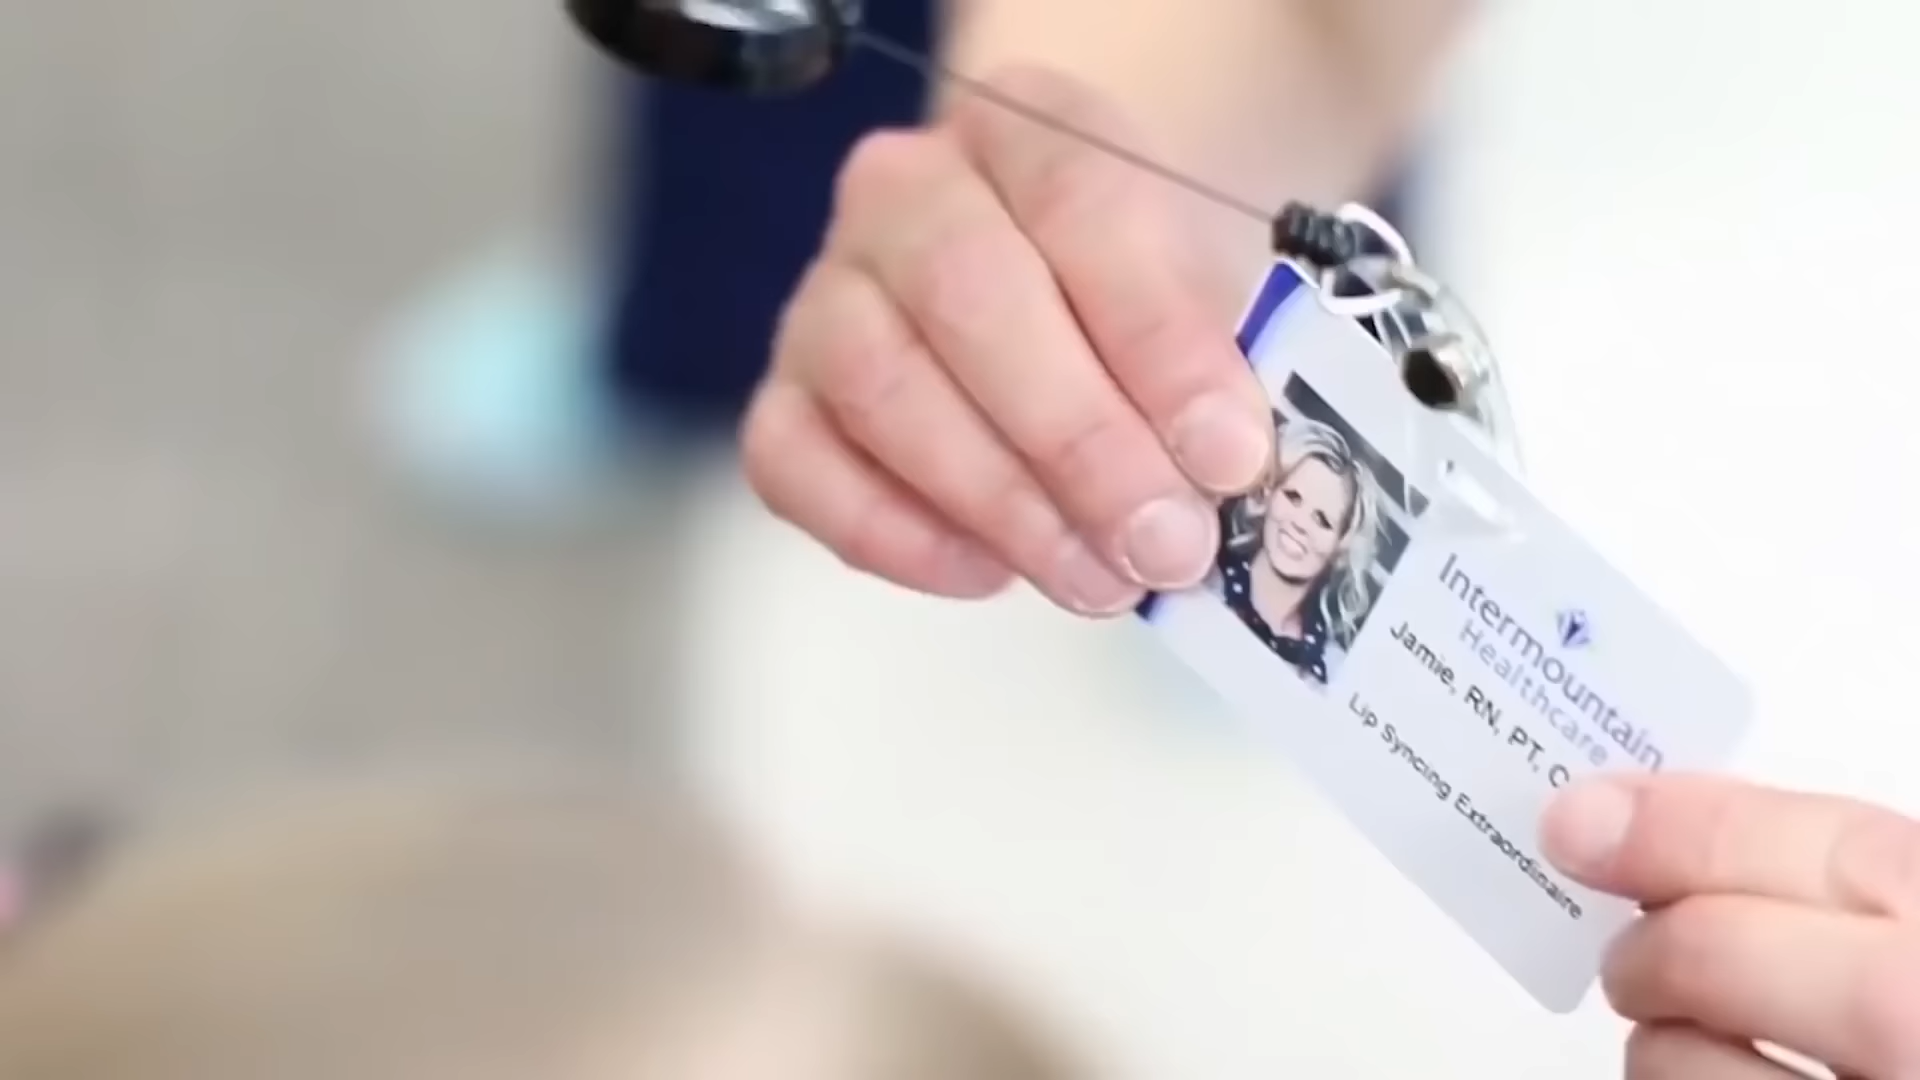 Intermountain
Healthcare
Jamie, RN, PT, C
Lip Syncing Extraordinaire